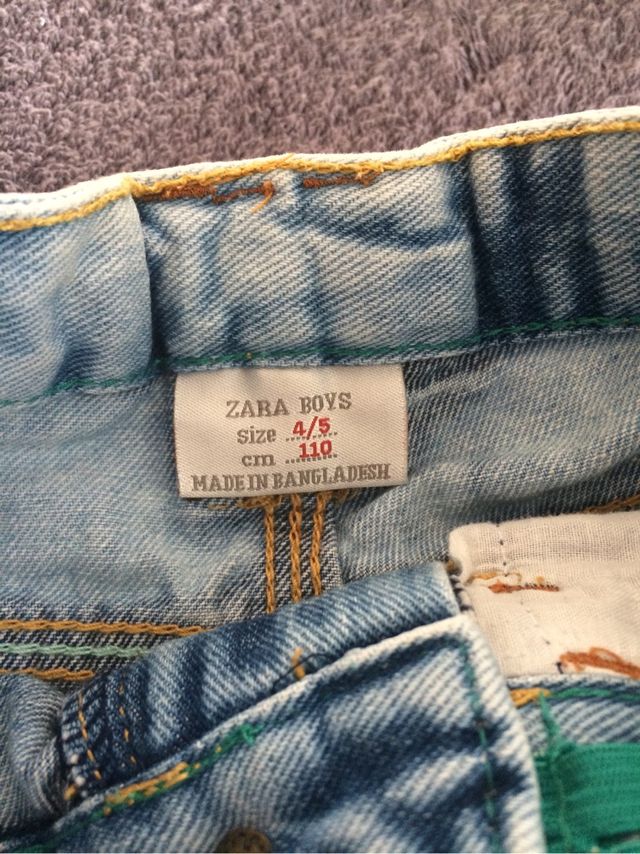 ZARA BOYS
size 4/5
cm 110
MADE IN BANGLADESH